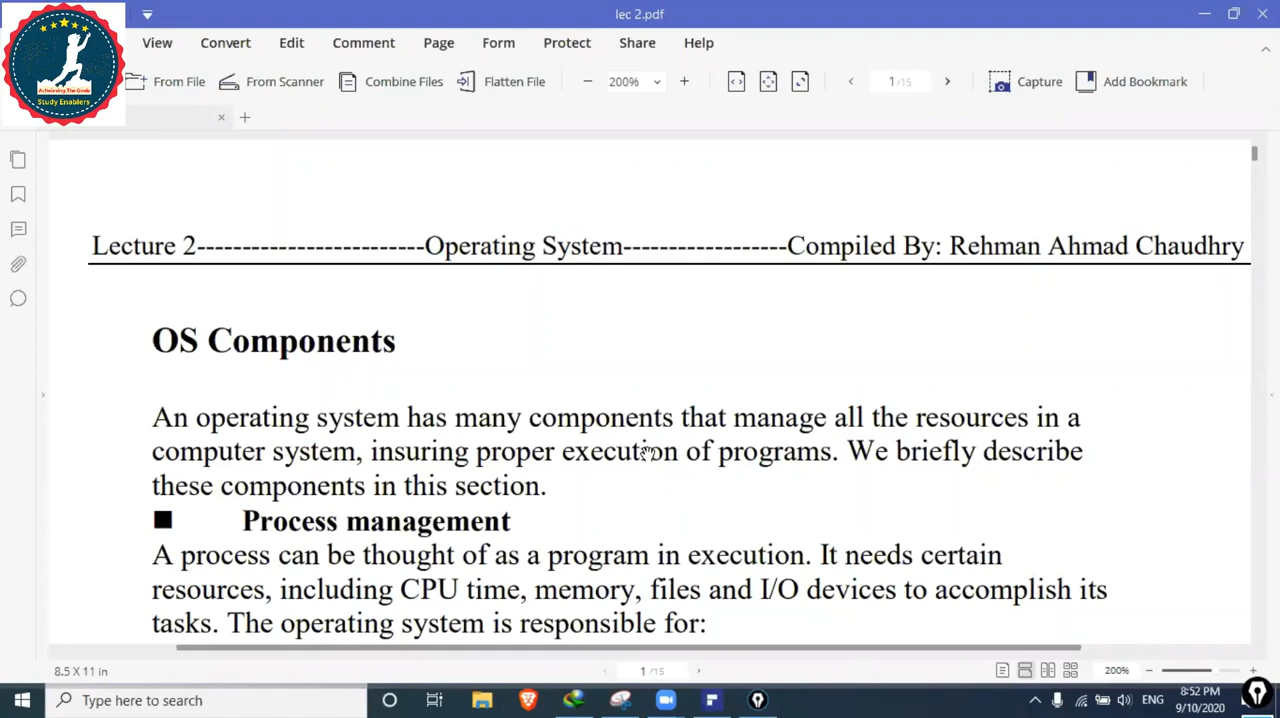 lec 2.pdf
View Convert Edit Comment Page Form Protect Share Help
From File From Scanner Combine Files Flatten File 200% 1/15 Capture Add Bookmark
Achieving The Goals
Study Enablers
Lecture 2------------------------Operating System------------------Compiled By: Rehman Ahmad Chaudhry
OS Components
An operating system has many components that manage all the resources in a
computer system, insuring proper execution of programs. We briefly describe
these components in this section.
■ Process management
A process can be thought of as a program in execution. It needs certain
resources, including CPU time, memory, files and I/O devices to accomplish its
tasks. The operating system is responsible for:
8.5 X 11 in 1/15 200%
Type here to search ENG 8:52 PM
9/10/2020